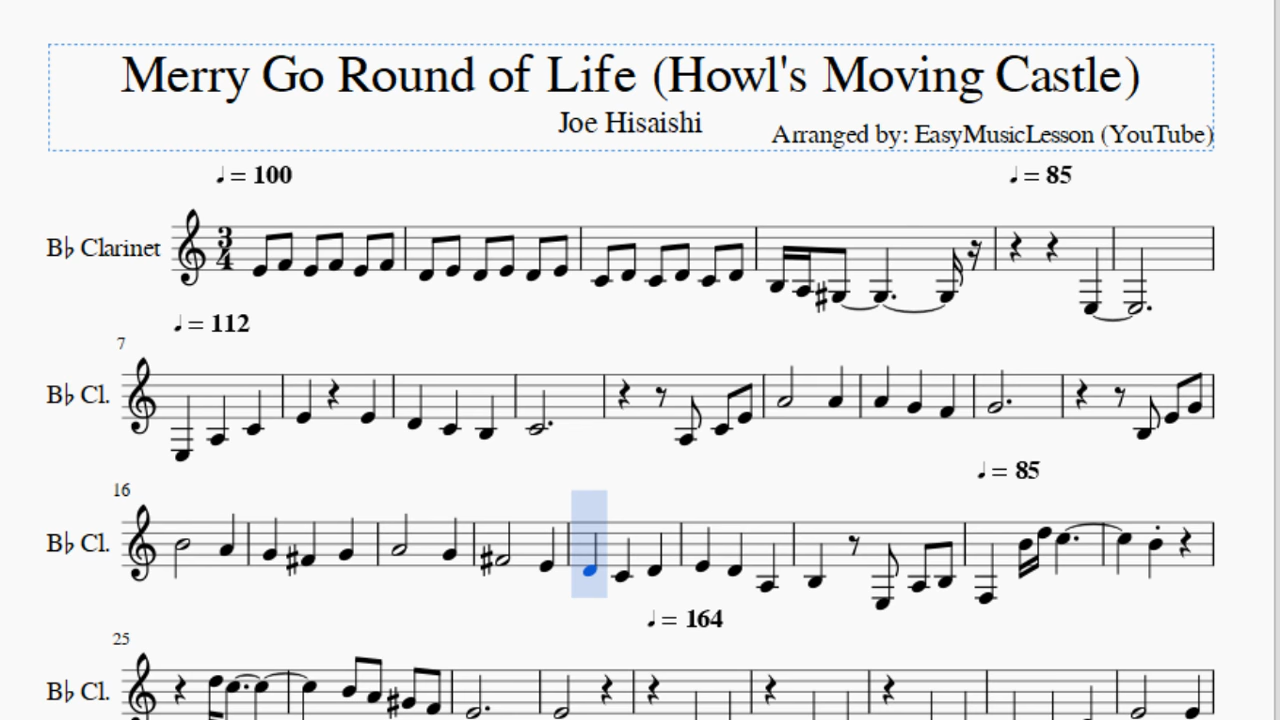 Merry Go Round of Life (Howl's Moving Castle)
Joe Hisaishi
Arranged by: EasyMusicLesson (YouTube)
♩ = 100
♩ = 85
B♭ Clarinet
3
4
♩ = 112
7
B♭ Cl.
♩ = 85
16
B♭ Cl.
♩ = 164
25
B♭ Cl.